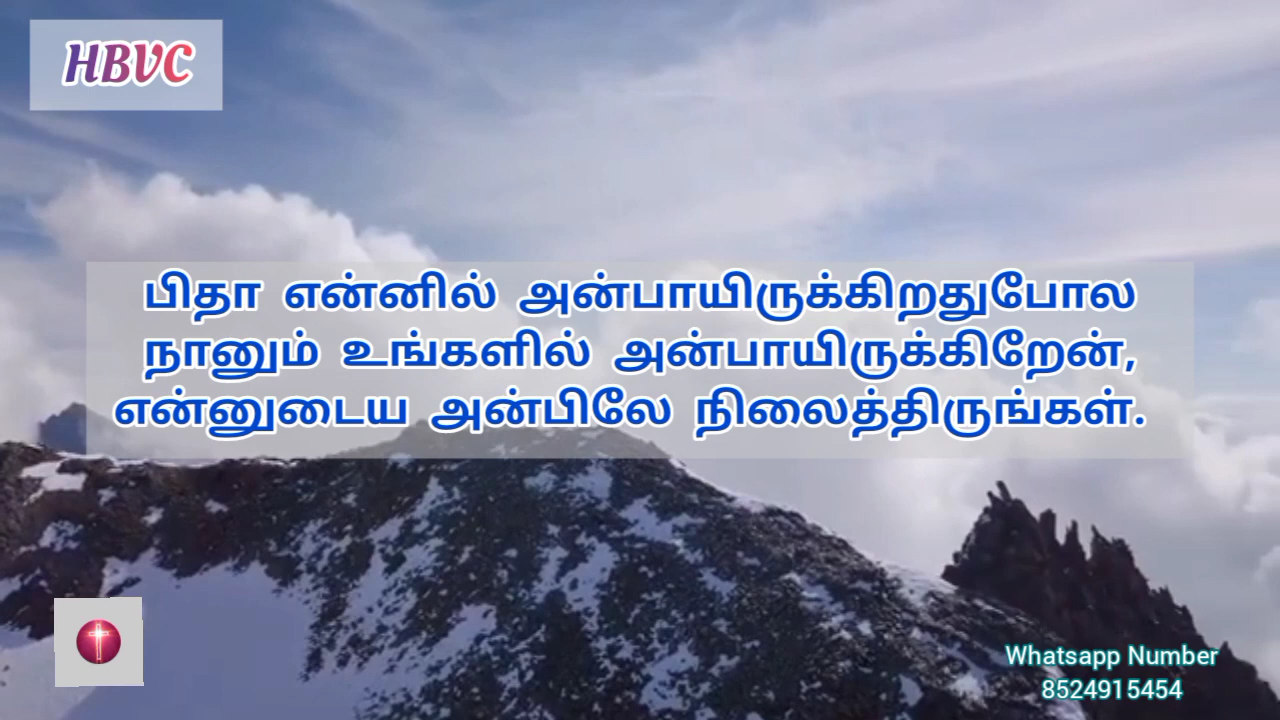 HBVC
பிதா என்னில் அன்பாயிருக்கிறதுபோல
நானும் உங்களில் அன்பாயிருக்கிறேன்,
என்னுடைய அன்பிலே நிலைத்திருங்கள்.
Whatsapp Number
8524915454